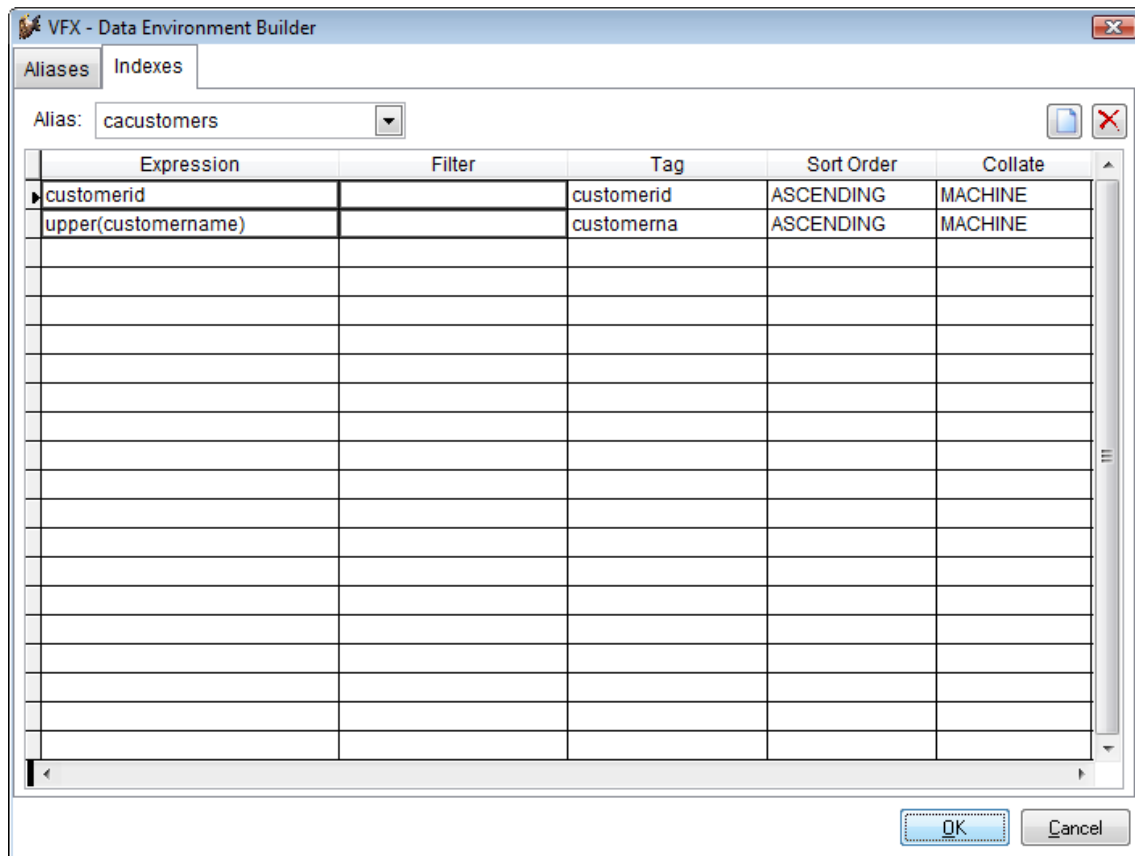 VFX - Data Environment Builder
Aliases Indexes
Alias: cacustomers
Expression Filter Tag Sort Order Collate
customerid customerid ASCENDING MACHINE
upper(customername) customerna ASCENDING MACHINE
OK Cancel